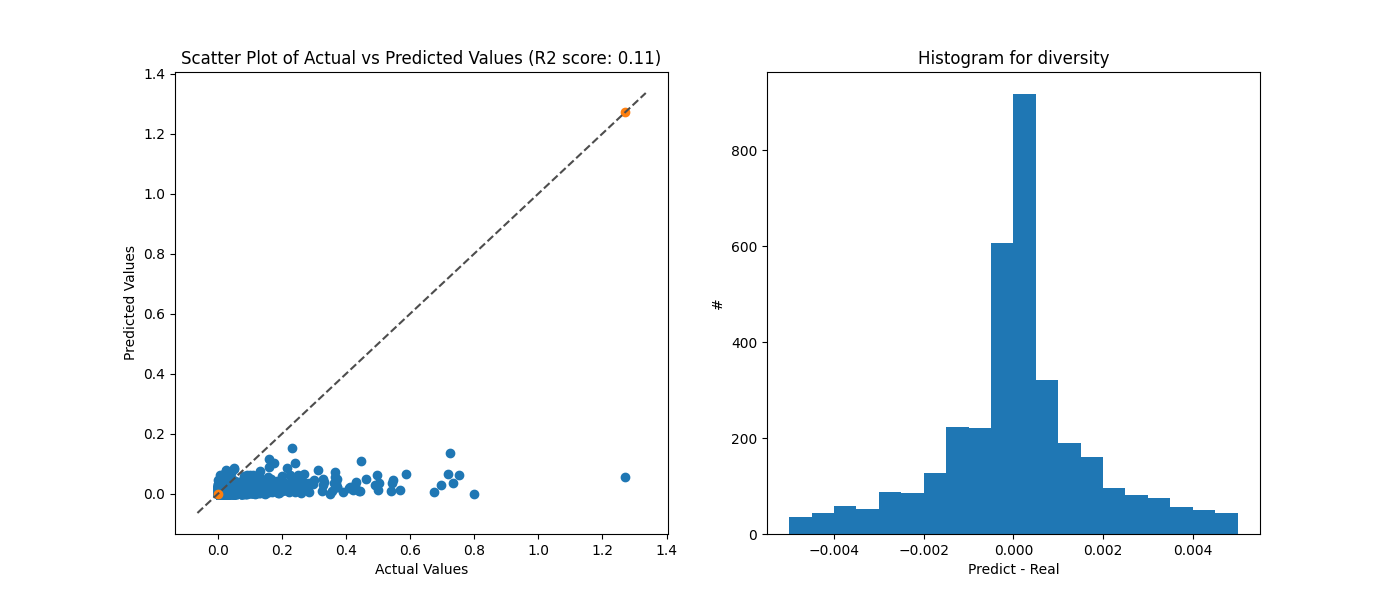 Scatter Plot of Actual vs Predicted Values (R2 score: 0.11)
1.4
1.2
1.0
0.8
0.6
0.4
0.2
0.0
Predicted Values
0.0 0.2 0.4 0.6 0.8 1.0 1.2 1.4
Actual Values
Histogram for diversity
800
600
400
200
0
#
−0.004 −0.002 0.000 0.002 0.004
Predict - Real